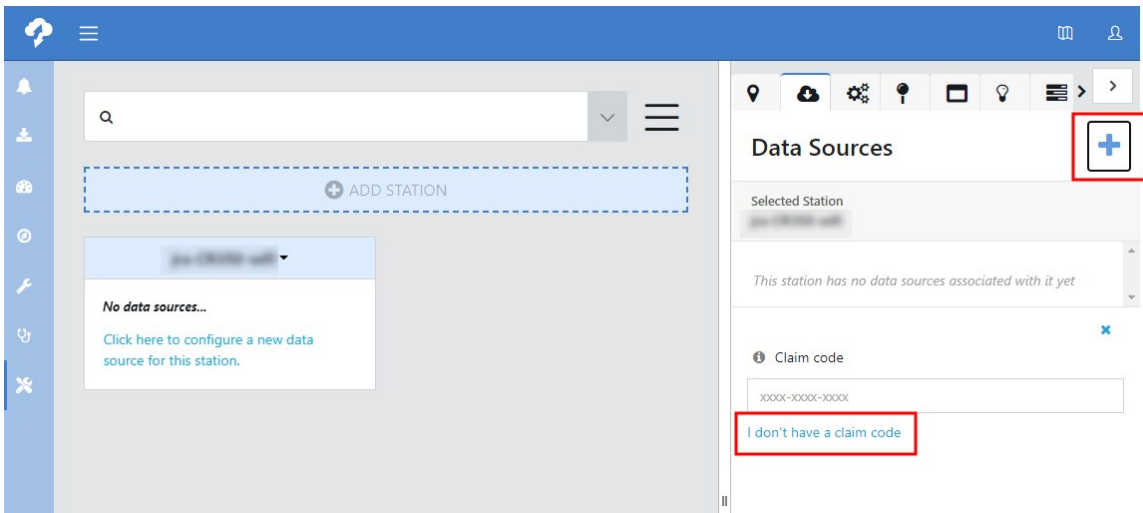 ADD STATION
No data sources...
Click here to configure a new data
source for this station.
Data Sources
Selected Station
This station has no data sources associated with it yet
Claim code
xxxx-xxxx-xxxx
I don't have a claim code